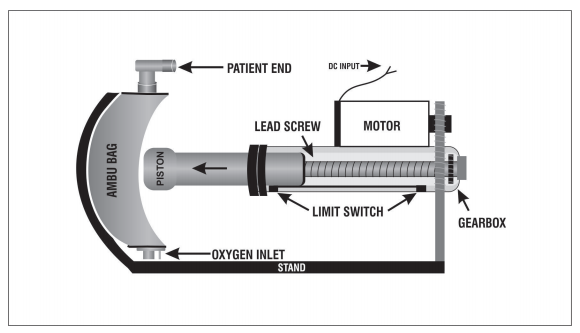 PATIENT END
DC INPUT
AMBU BAG
PISTON
LEAD SCREW
MOTOR
LIMIT SWITCH
GEARBOX
OXYGEN INLET
STAND